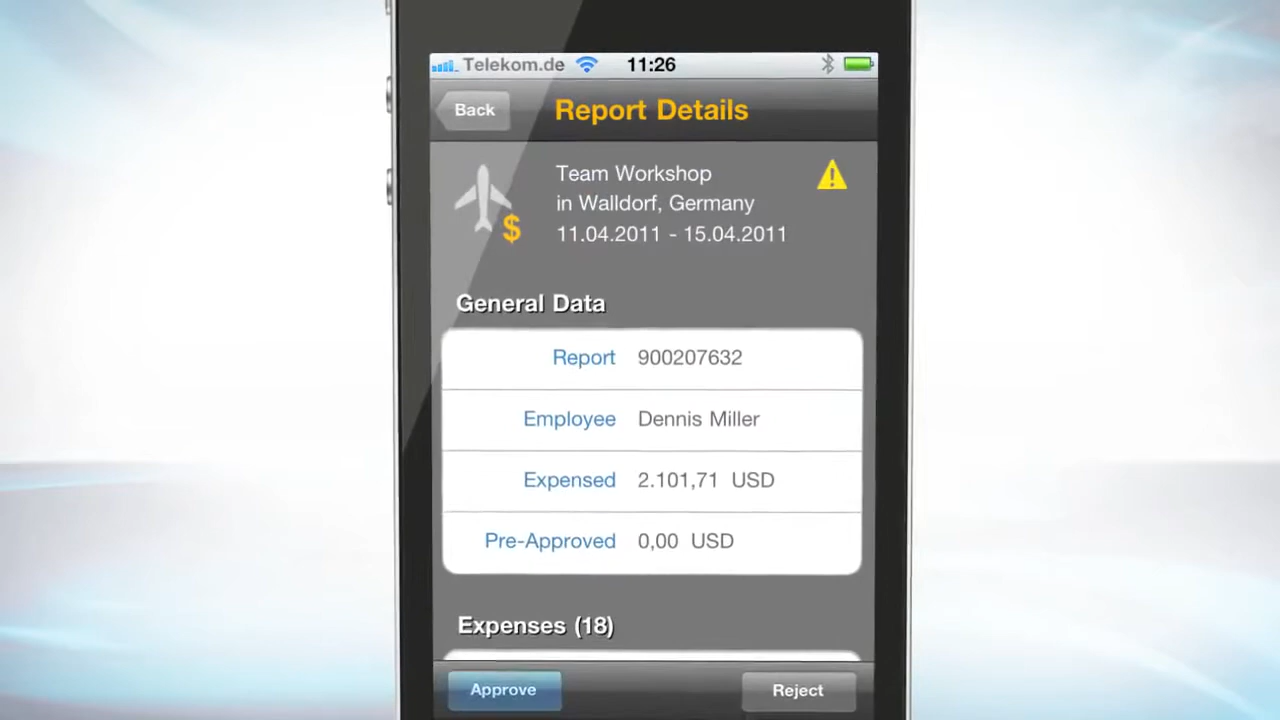 Telekom.de 11:26
Back Report Details
Team Workshop
in Walldorf, Germany
11.04.2011 - 15.04.2011
$
General Data
Report 900207632
Employee Dennis Miller
Expensed 2.101,71 USD
Pre-Approved 0,00 USD
Expenses (18)
Approve Reject